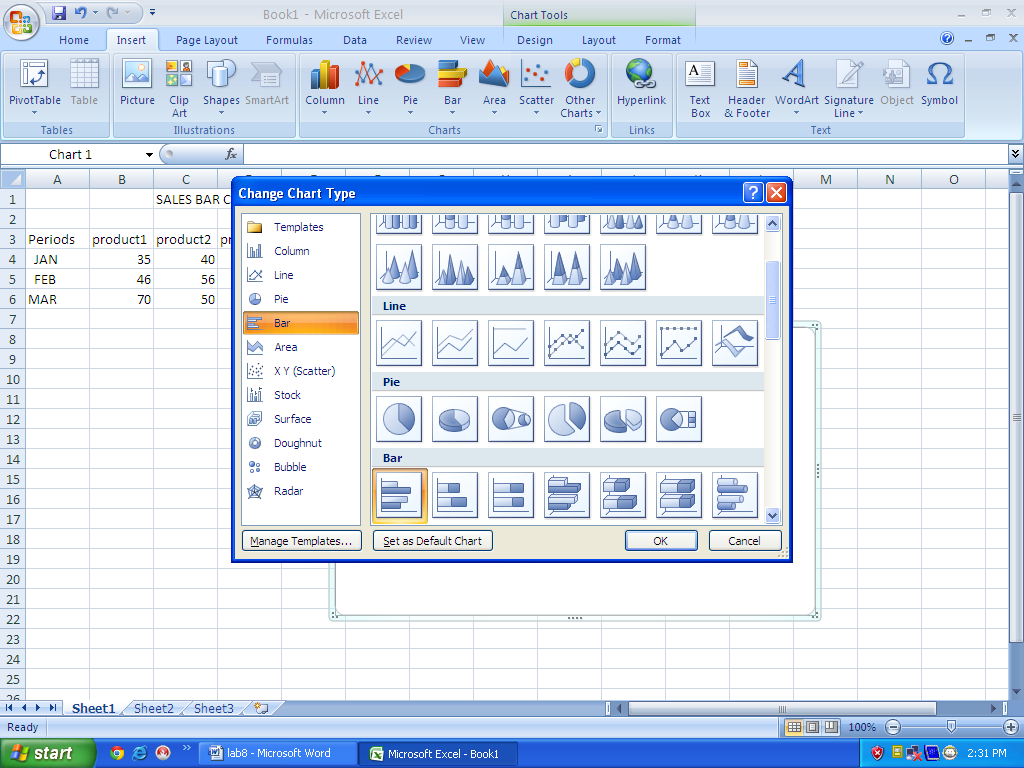 Book1 - Microsoft Excel
Chart Tools
Home Insert Page Layout Formulas Data Review View Design Layout Format
PivotTable Table Picture Clip Art Shapes SmartArt Column Line Pie Bar Area Scatter Other Charts Hyperlink Text Box Header & Footer WordArt Signature Line Object Symbol
Tables Illustrations Charts Links Text
Chart 1 fx
A B C M N O
1 SALES BAR C
2
3 Periods product1 product2 pr
4 JAN 35 40
5 FEB 46 56
6 MAR 70 50
7
8
9
10
11
12
13
14
15
16
17
18
19
20
21
22
23
24
25
26
Change Chart Type
?
Templates
Column
Line
Pie
Bar
Area
X Y (Scatter)
Stock
Surface
Doughnut
Bubble
Radar
Line
Pie
Bar
Manage Templates... Set as Default Chart OK Cancel
Sheet1 Sheet2 Sheet3
Ready 100%
start lab8 - Microsoft Word Microsoft Excel - Book1 2:31 PM